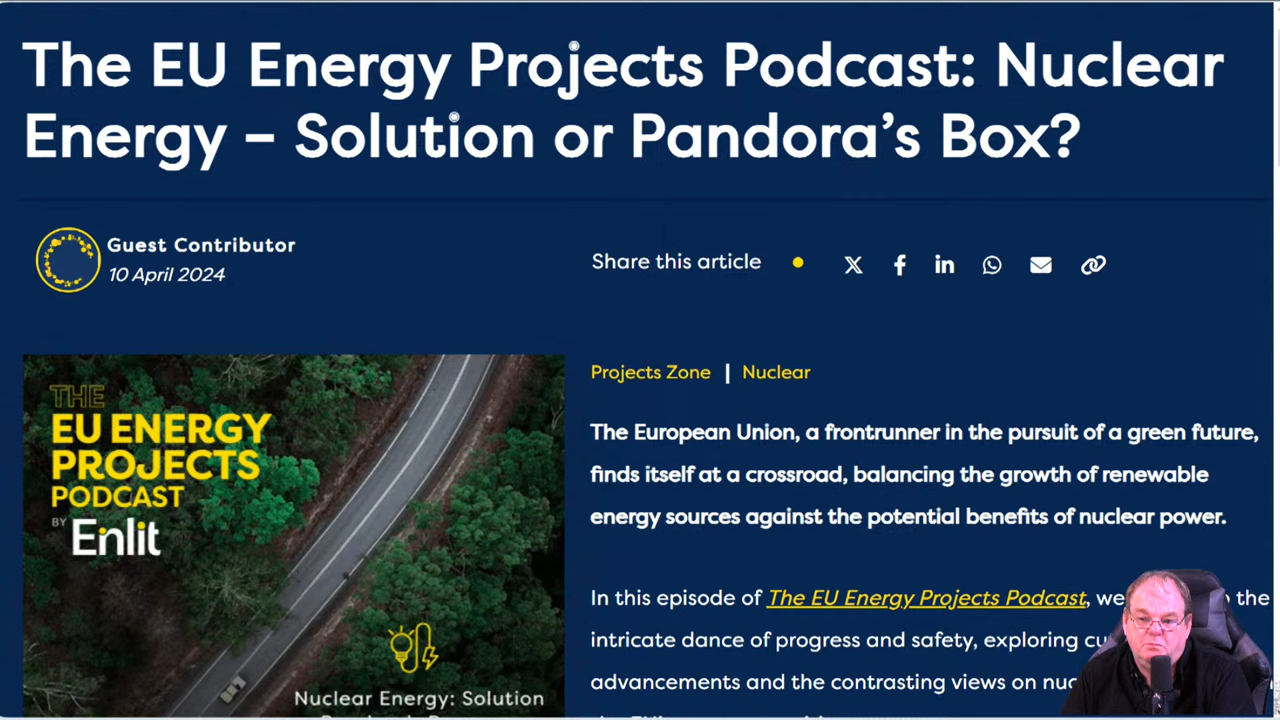 The EU Energy Projects Podcast: Nuclear
Energy – Solution or Pandora’s Box?
Guest Contributor
10 April 2024
Share this article
THE
EU ENERGY
PROJECTS
PODCAST
BY Enlit
Nuclear Energy: Solution
Projects Zone | Nuclear
The European Union, a frontrunner in the pursuit of a green future,
finds itself at a crossroad, balancing the growth of renewable
energy sources against the potential benefits of nuclear power.
In this episode of The EU Energy Projects Podcast, we the
intricate dance of progress and safety, exploring
advancements and the contrasting views on